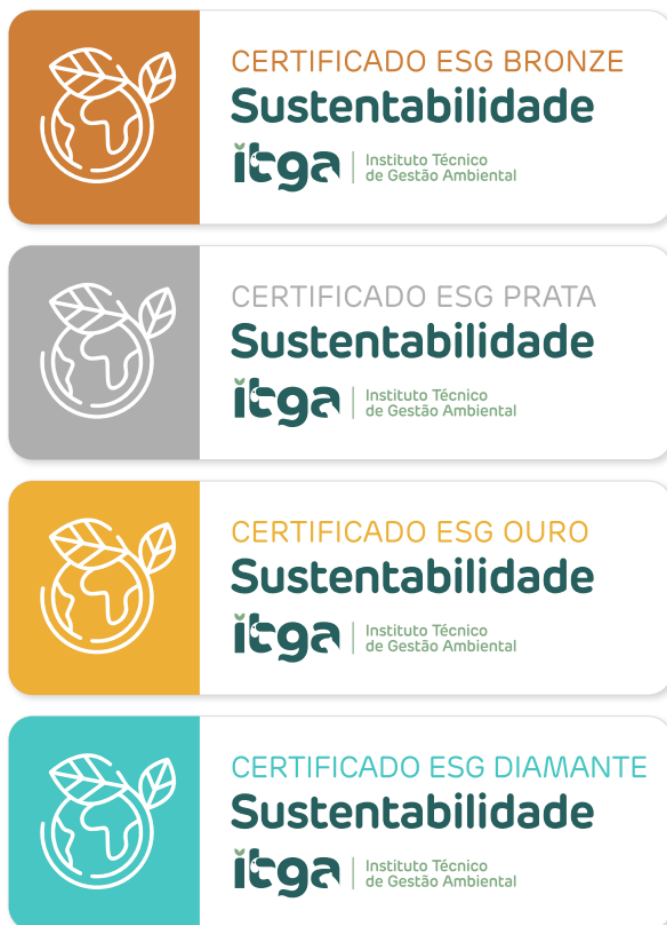 CERTIFICADO ESG BRONZE
Sustentabilidade
itga
Instituto Técnico
de Gestão Ambiental
CERTIFICADO ESG PRATA
Sustentabilidade
itga
Instituto Técnico
de Gestão Ambiental
CERTIFICADO ESG OURO
Sustentabilidade
itga
Instituto Técnico
de Gestão Ambiental
CERTIFICADO ESG DIAMANTE
Sustentabilidade
itga
Instituto Técnico
de Gestão Ambiental